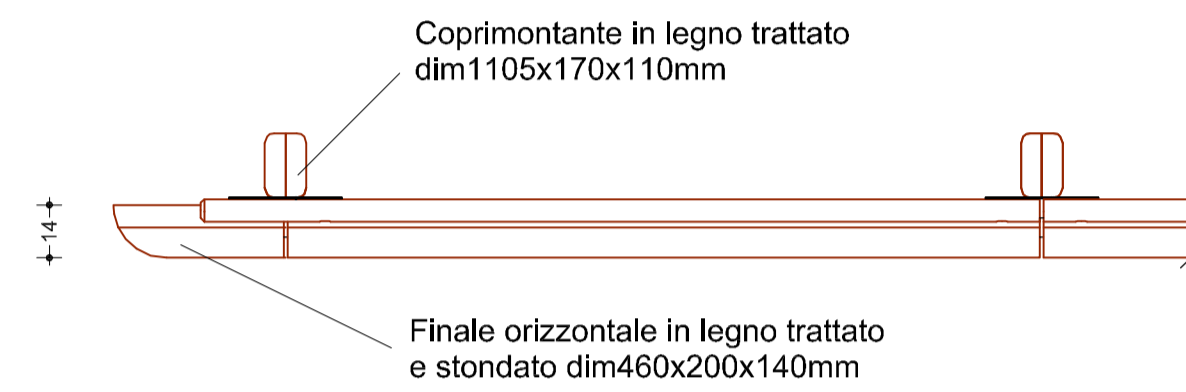 Coprimontante in legno trattato
dim1105x170x110mm
14
Finale orizzontale in legno trattato
e stondato dim460x200x140mm